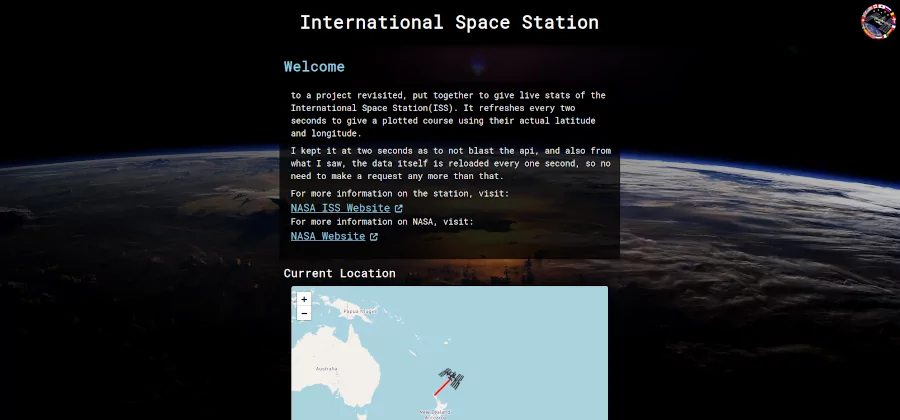 International Space Station
Welcome
to a project revisited, put together to give live stats of the
International Space Station(ISS). It refreshes every two
seconds to give a plotted course using their actual latitude
and longitude.
I kept it at two seconds as to not blast the api, and also from
what I saw, the data itself is reloaded every one second, so no
need to make a request any more than that.
For more information on the station, visit:
NASA ISS Website
For more information on NASA, visit:
NASA Website
Current Location
+
−
Australia
New Zealand